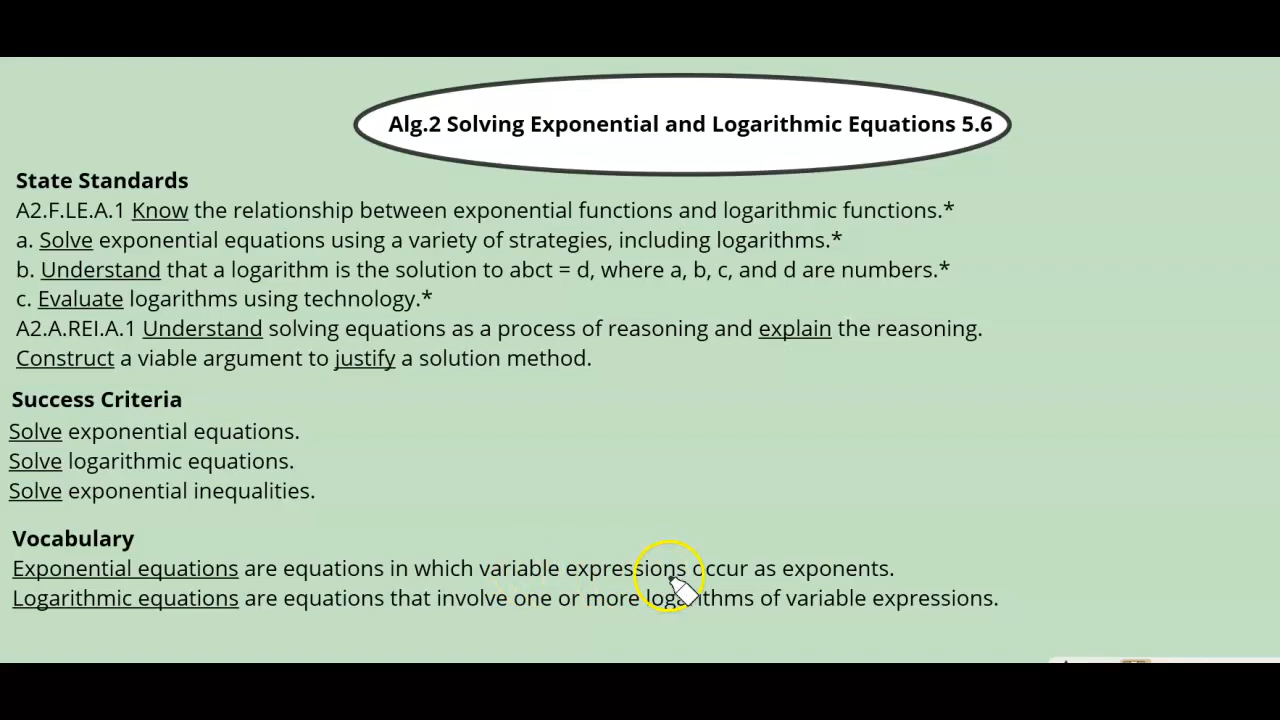 Alg.2 Solving Exponential and Logarithmic Equations 5.6
State Standards
A2.F.LE.A.1 Know the relationship between exponential functions and logarithmic functions.*
a. Solve exponential equations using a variety of strategies, including logarithms.*
b. Understand that a logarithm is the solution to abct = d, where a, b, c, and d are numbers.*
c. Evaluate logarithms using technology.*
A2.A.REI.A.1 Understand solving equations as a process of reasoning and explain the reasoning.
Construct a viable argument to justify a solution method.
Success Criteria
Solve exponential equations.
Solve logarithmic equations.
Solve exponential inequalities.
Vocabulary
Exponential equations are equations in which variable expressions occur as exponents.
Logarithmic equations are equations that involve one or more logarithms of variable expressions.